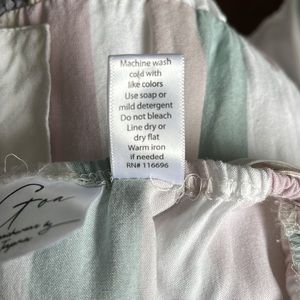 Machine wash
cold with
like colors
Use soap or
mild detergent
Do not bleach
Line dry or
dry flat
Warm iron
if needed
RN# 116696
Goa